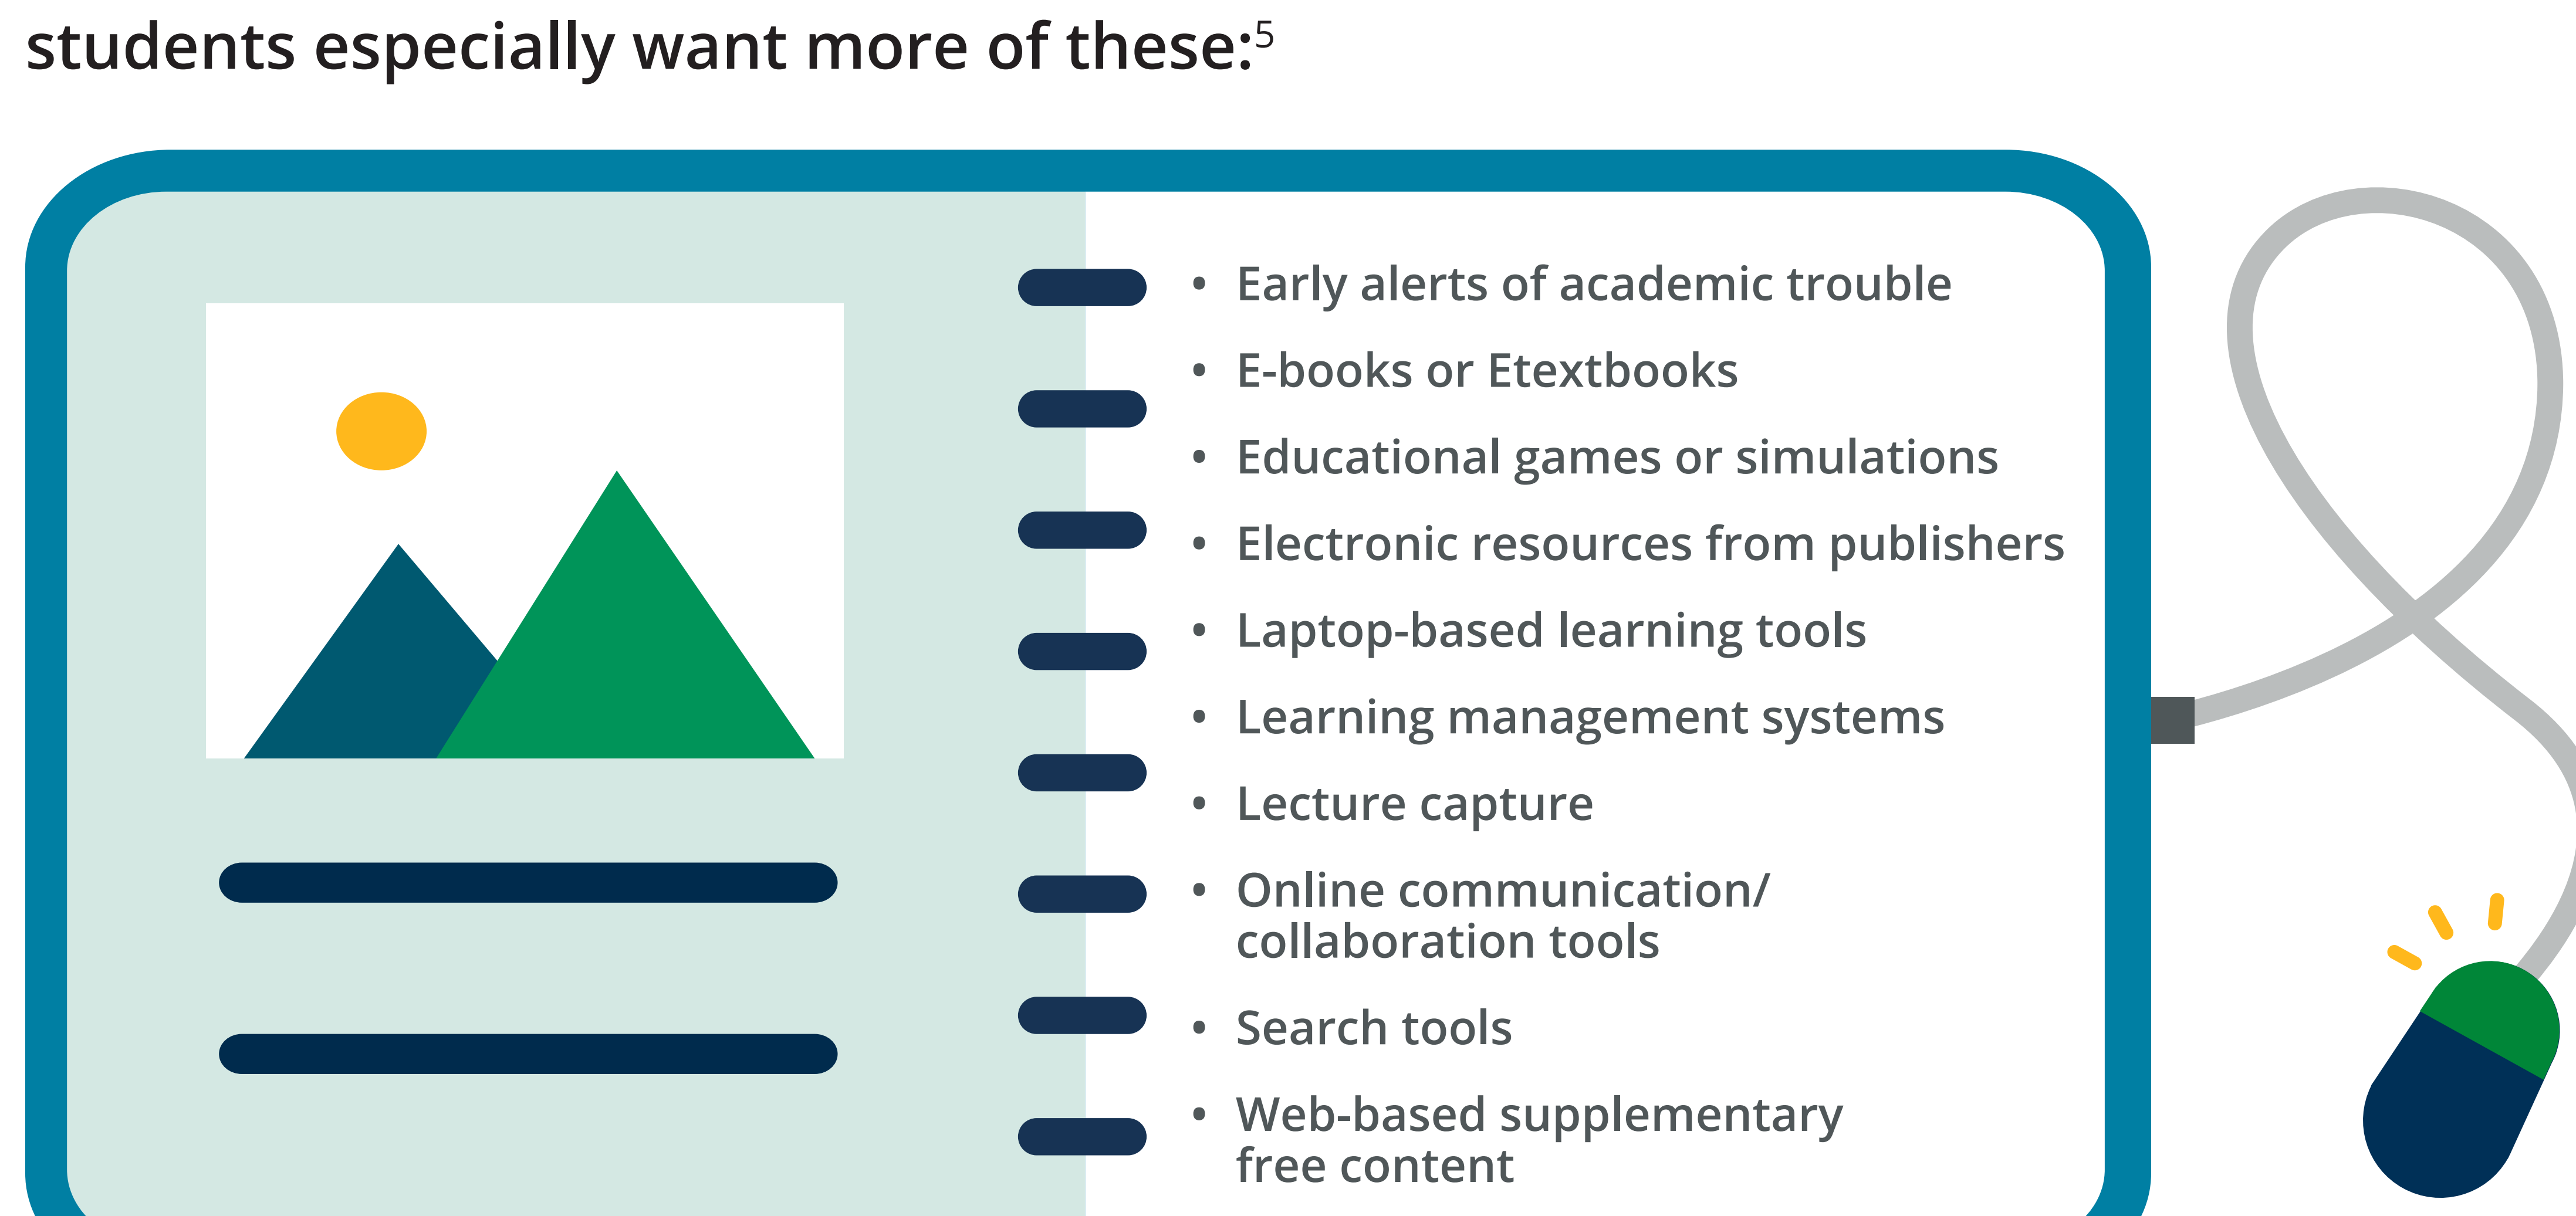 students especially want more of these:5
• Early alerts of academic trouble
• E-books or Etextbooks
• Educational games or simulations
• Electronic resources from publishers
• Laptop-based learning tools
• Learning management systems
• Lecture capture
• Online communication/
collaboration tools
• Search tools
• Web-based supplementary
free content